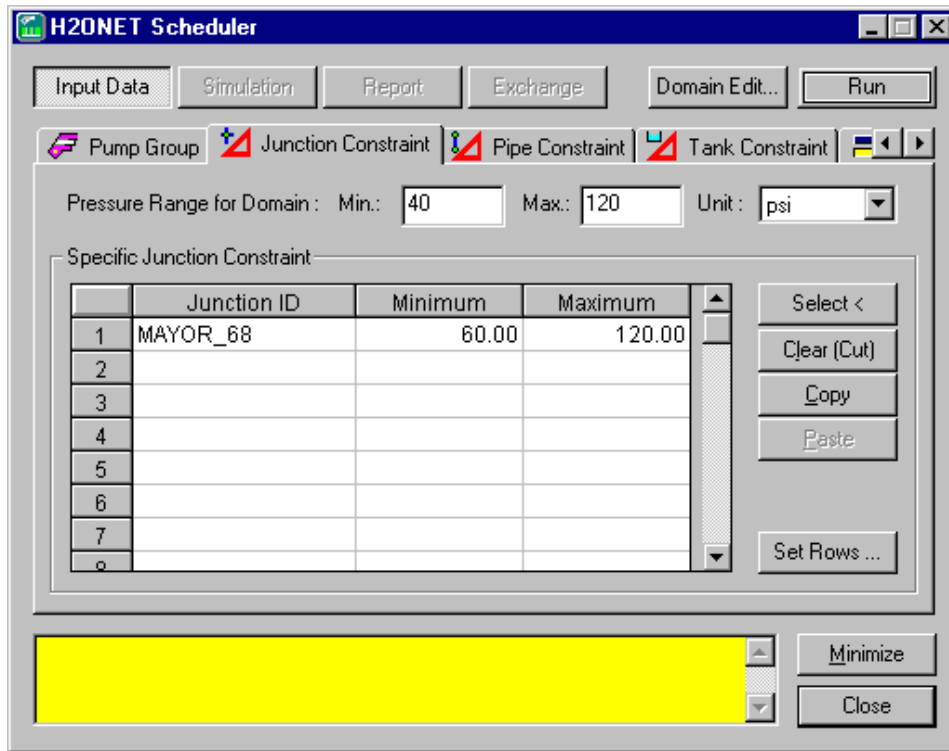 H2ONET Scheduler
Input Data Simulation Report Exchange Domain Edit... Run
Pump Group Junction Constraint Pipe Constraint Tank Constraint
Pressure Range for Domain : Min.: 40 Max.: 120 Unit : psi
Specific Junction Constraint
Junction ID Minimum Maximum Select <
1 MAYOR_68 60.00 120.00
Clear (Cut)
2
3 Copy
4 Paste
5
6
7 Set Rows ...
Minimize
Close